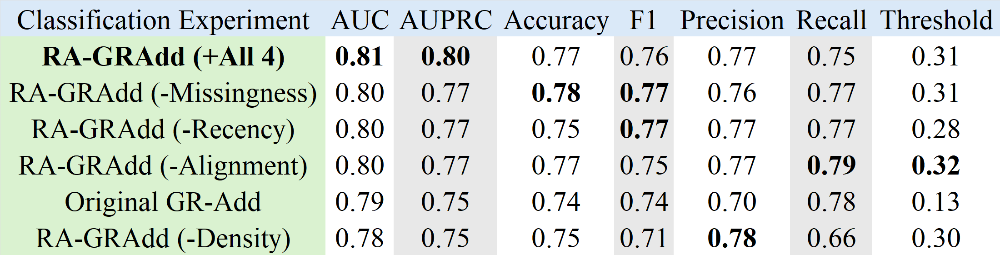 Classification Experiment AUC AUPRC Accuracy F1 Precision Recall Threshold
RA-GRAdd (+All 4) 0.81 0.80 0.77 0.76 0.77 0.75 0.31
RA-GRAdd (-Missingness) 0.80 0.77 0.78 0.77 0.76 0.77 0.31
RA-GRAdd (-Recency) 0.80 0.77 0.75 0.77 0.77 0.77 0.28
RA-GRAdd (-Alignment) 0.80 0.77 0.77 0.75 0.77 0.79 0.32
Original GR-Add 0.79 0.75 0.74 0.74 0.70 0.78 0.13
RA-GRAdd (-Density) 0.78 0.75 0.75 0.71 0.78 0.66 0.30